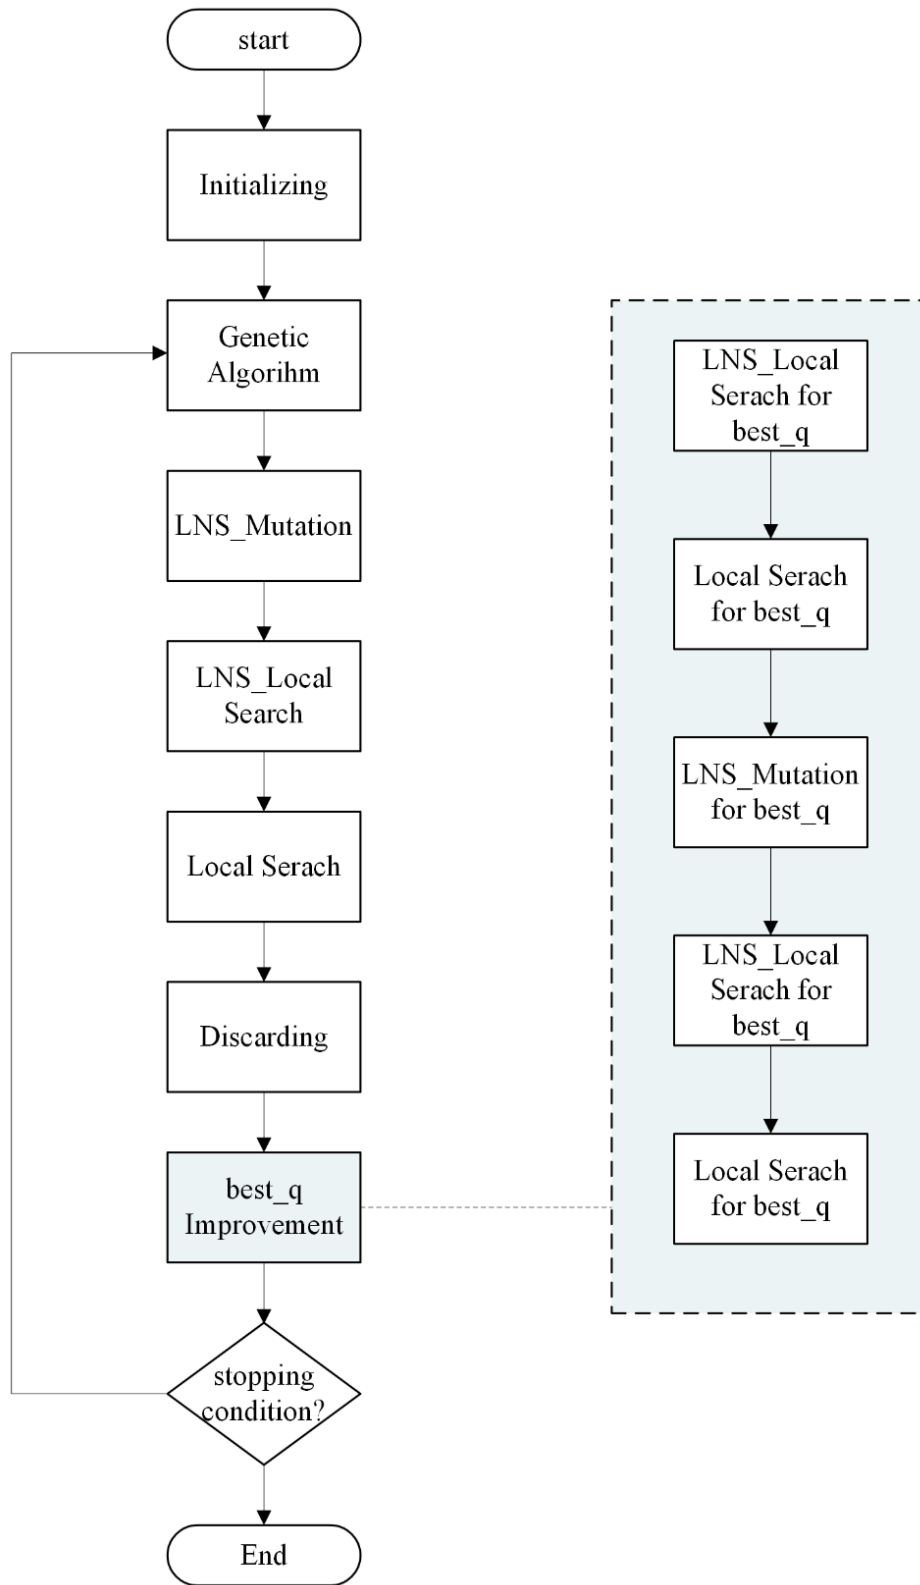 start
Initializing
Genetic
Algorihm
LNS_Mutation
LNS_Local
Search
Local Serach
Discarding
best_q
Improvement
stopping
condition?
End
LNS_Local
Serach for
best_q
Local Serach
for best_q
LNS_Mutation
for best_q
LNS_Local
Serach for
best_q
Local Serach
for best_q